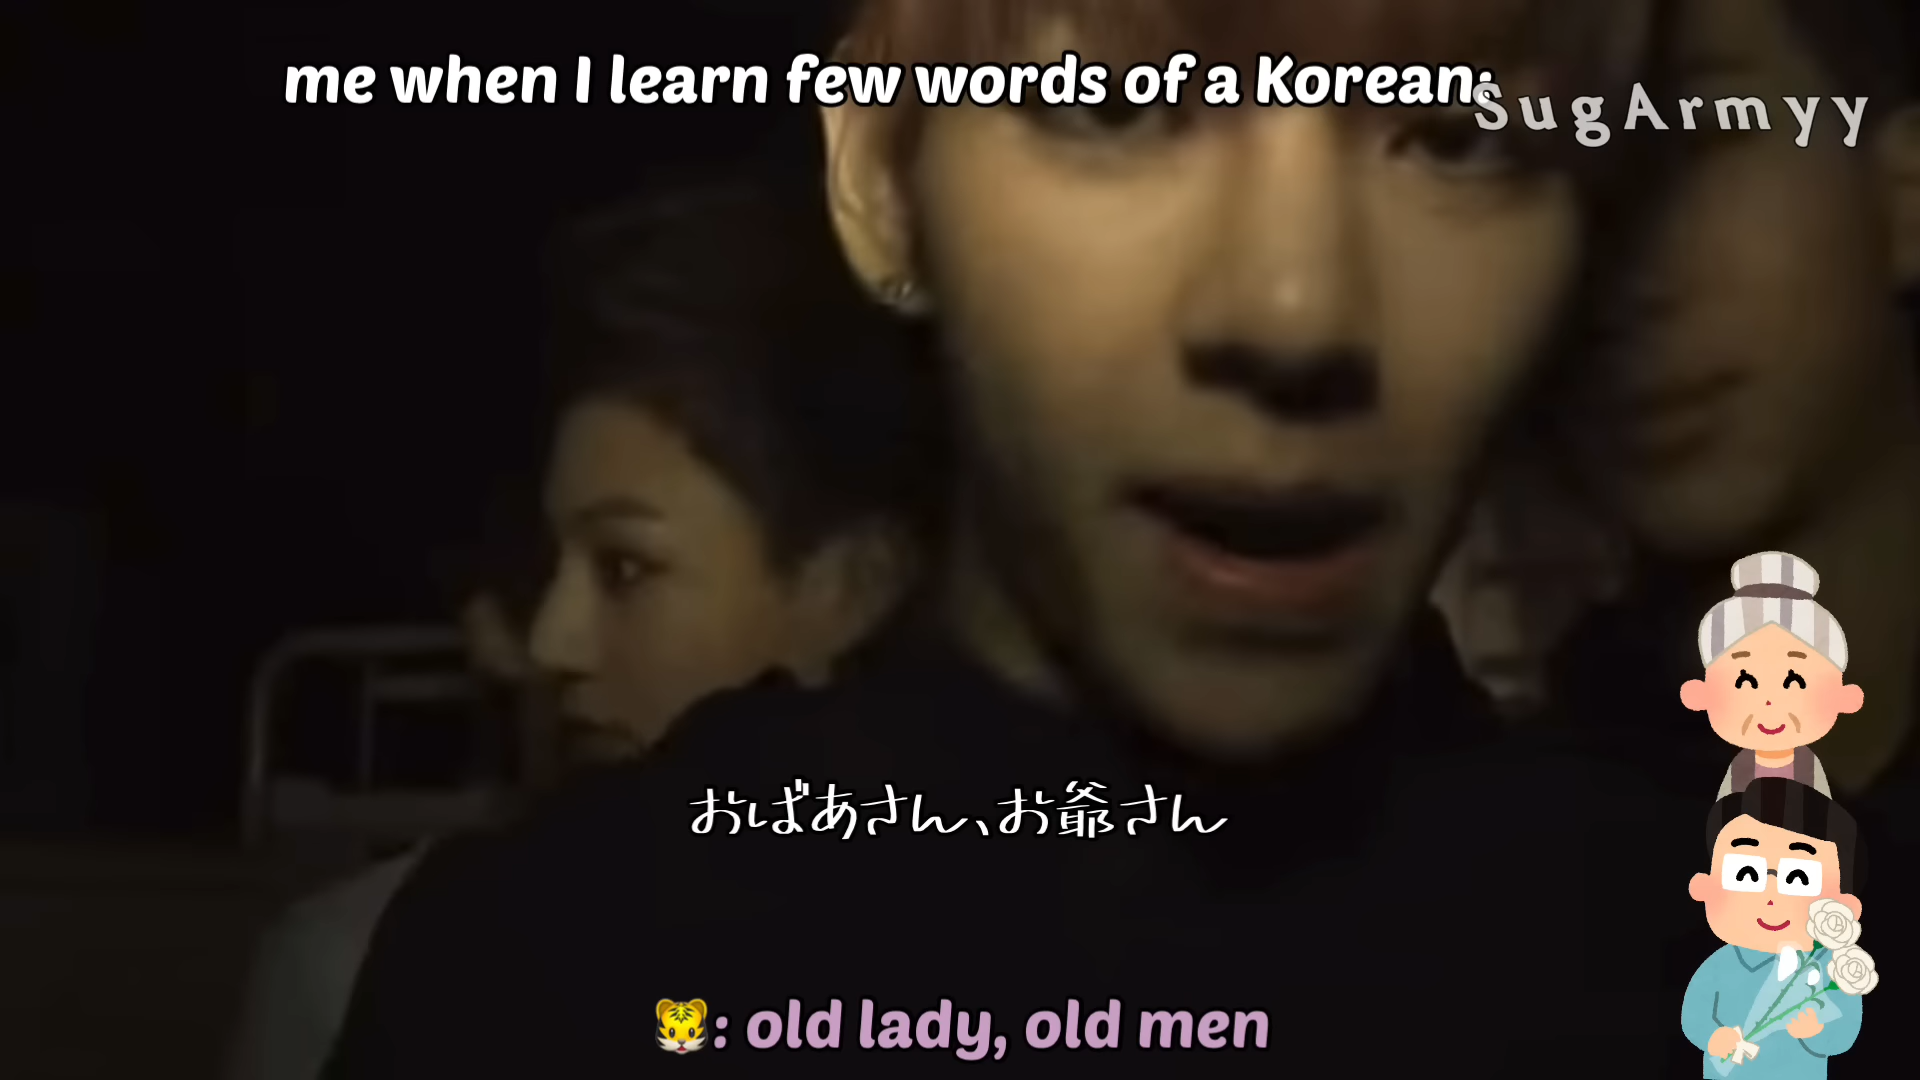 me when I learn few words of a Korean:
SugArmyy
おばあさん、お爺さん
🐯: old lady, old men